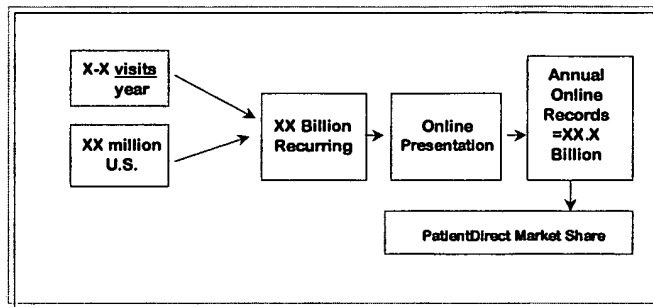 X-X visits
year
XX million
U.S.
XX Billion
Recurring
Online
Presentation
Annual
Online
Records
=XX.X
Billion
PatientDirect Market Share